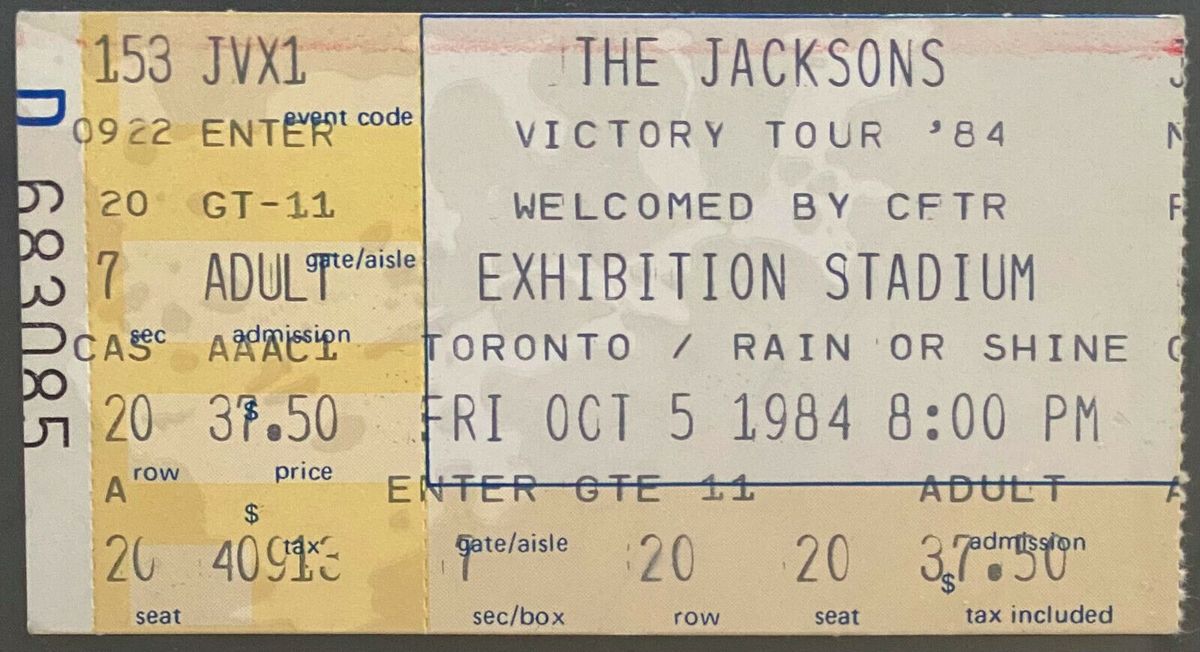 D 683085
153 JVX1
event code
0922 ENTER
20 GT-11
gate/aisle
7 ADULT
sec admission
CAS AAAC1
20 $ 37.50
row price
A
$
20 40913
tax
seat
THE JACKSONS
VICTORY TOUR '84
WELCOMED BY CFTR
EXHIBITION STADIUM
TORONTO / RAIN OR SHINE
FRI OCT 5 1984 8:00 PM
ENTER GTE 11 ADULT
gate/aisle admission
7 20 20 $ 37.50
sec/box row seat tax included